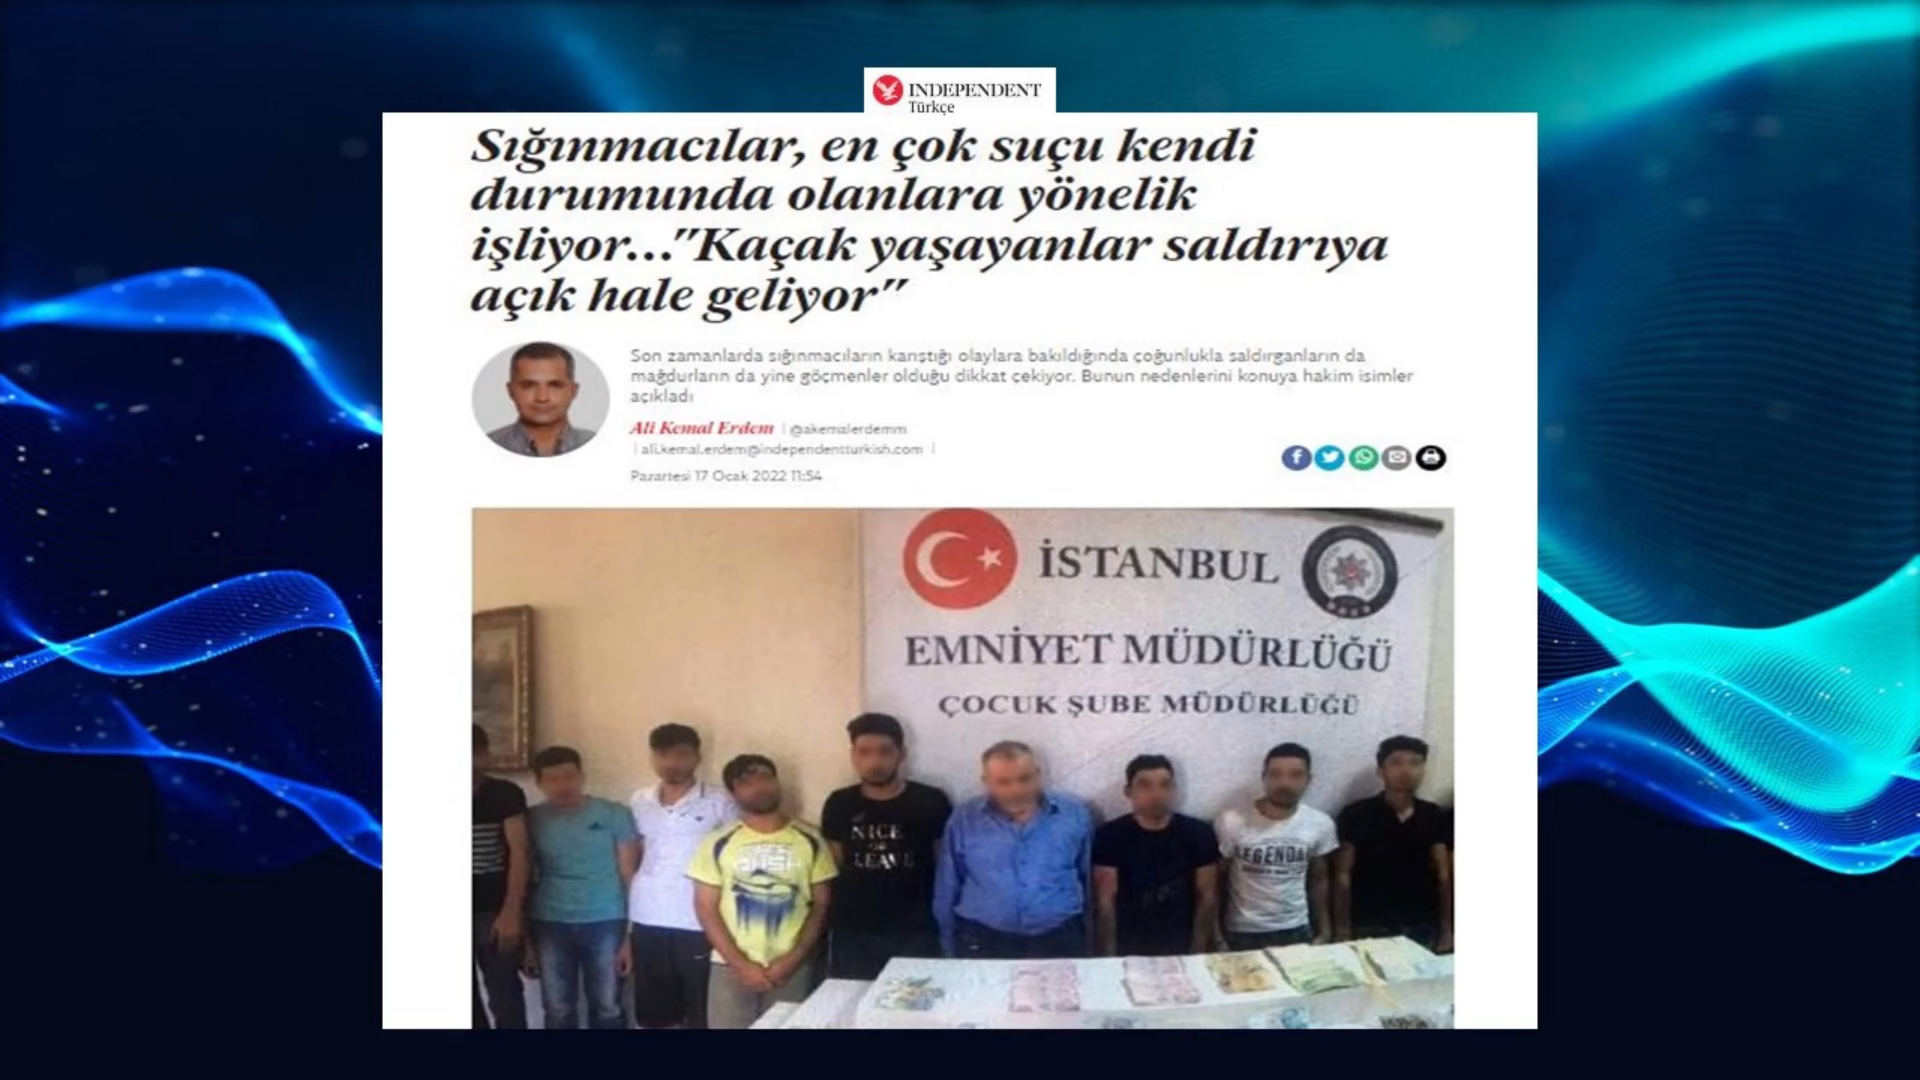 INDEPENDENT
Türkçe
Sığınmacılar, en çok suçu kendi
durumunda olanlara yönelik
işliyor..."Kaçak yaşayanlar saldırıya
açık hale geliyor"
Son zamanlarda sığınmacıların karıştığı olaylara bakıldığında çoğunlukla saldırganların da
mağdurların da yine göçmenler olduğu dikkat çekiyor. Bunun nedenlerini konuya hakim isimler
açıkladı
Ali Kemal Erdem | @akemalerdemm
| ali.kemal.erdem@independentturkish.com |
Pazartesi 17 Ocak 2022 11:54
İSTANBUL
EMNİYET MÜDÜRLÜĞÜ
ÇOCUK ŞUBE MÜDÜRLÜĞÜ
NICE
OR
LEAVE
LEGENDA